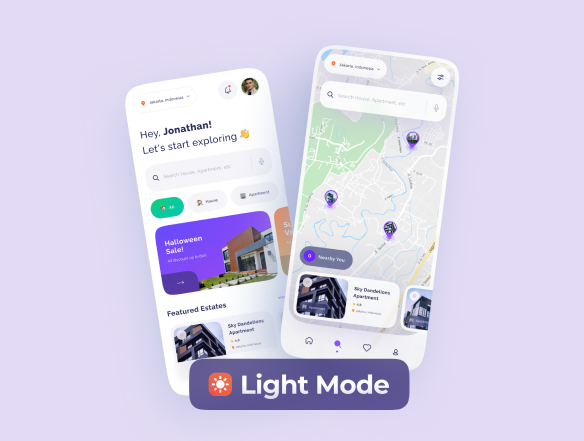 Jakarta, Indonesia
Hey, Jonathan!
Let's start exploring 👋
Search House, Apartment, etc
All
House
Apartment
Halloween
Sale!
All discount up to 60%
Featured Estates
Sky Dandelions
Apartment
4.9
Jakarta, Indonesia
Jakarta, Indonesia
Search House, Apartment, etc
Nearby You
Sky Dandelions
Apartment
4.9
Jakarta, Indonesia
Light Mode